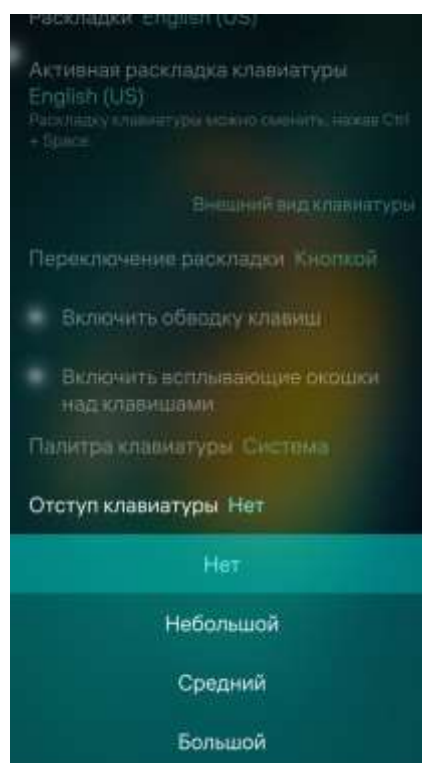 Раскладки English (US)
Активная раскладка клавиатуры
English (US)
Раскладку клавиатуры можно сменить, нажав Ctrl
+ Space.
Внешний вид клавиатуры
Переключение раскладки Кнопкой
Включить обводку клавиш
Включить всплывающие окошки
над клавишами
Палитра клавиатуры Система
Отступ клавиатуры Нет
Нет
Небольшой
Средний
Большой